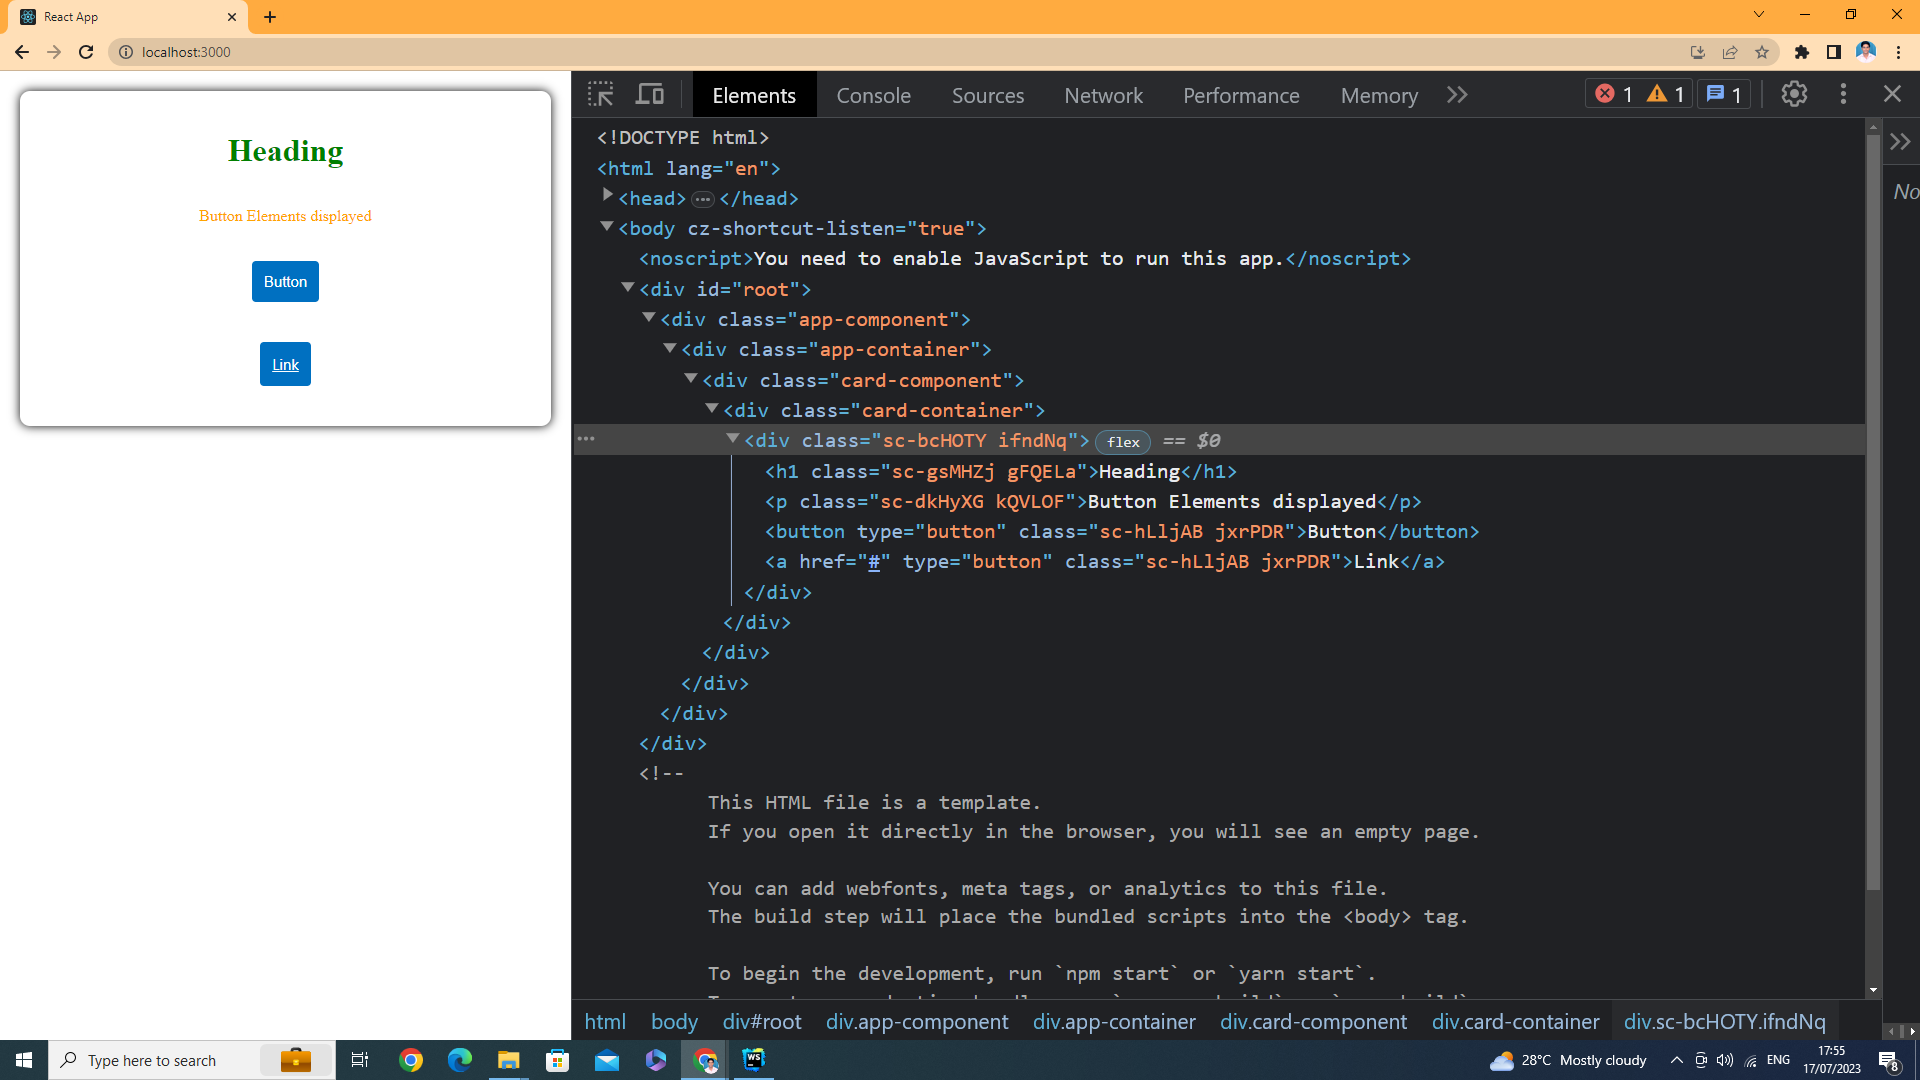 React App
localhost:3000
Heading
Button Elements displayed
Button
Link
Elements Console Sources Network Performance Memory 1 1 1
<!DOCTYPE html>
<html lang="en">
<head>…</head>
<body cz-shortcut-listen="true">
<noscript>You need to enable JavaScript to run this app.</noscript>
<div id="root">
<div class="app-component">
<div class="app-container">
<div class="card-component">
<div class="card-container">
<div class="sc-bcHOTY ifndNq"> flex == $0
<h1 class="sc-gsMHZj gFQELa">Heading</h1>
<p class="sc-dkHyXG kQVLOF">Button Elements displayed</p>
<button type="button" class="sc-hLljAB jxrPDR">Button</button>
<a href="#" type="button" class="sc-hLljAB jxrPDR">Link</a>
</div>
</div>
</div>
</div>
</div>
</div>
<!--
This HTML file is a template.
If you open it directly in the browser, you will see an empty page.
You can add webfonts, meta tags, or analytics to this file.
The build step will place the bundled scripts into the <body> tag.
To begin the development, run `npm start` or `yarn start`.
No
html body div#root div.app-component div.app-container div.card-component div.card-container div.sc-bcHOTY.ifndNq
Type here to search
WS
28°C Mostly cloudy
ENG
17:55
17/07/2023
8